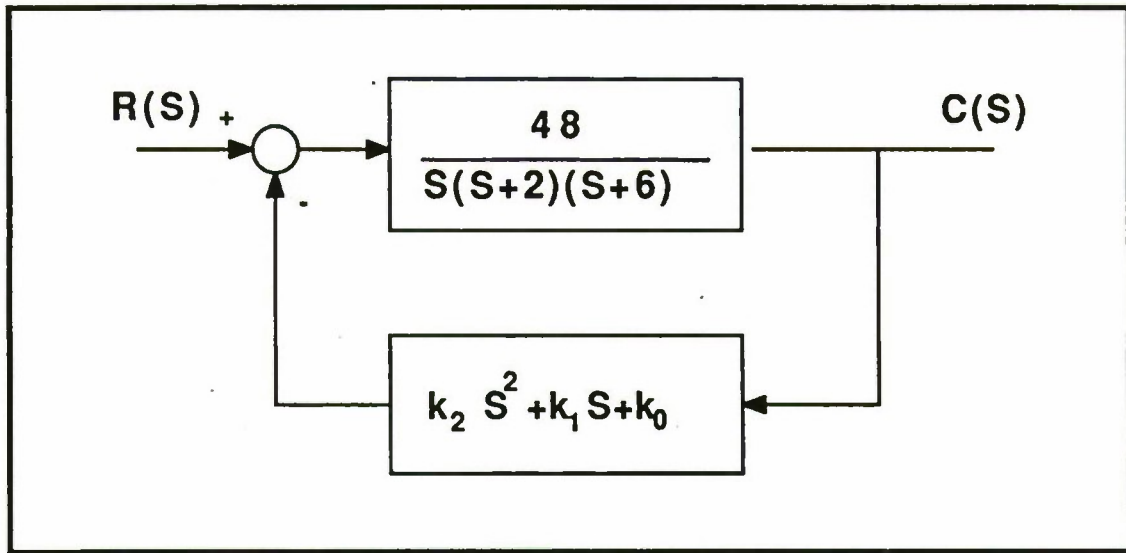 R(S) + C(S)
48
S(S+2)(S+6)
-
k₂ S² +k₁ S+k₀